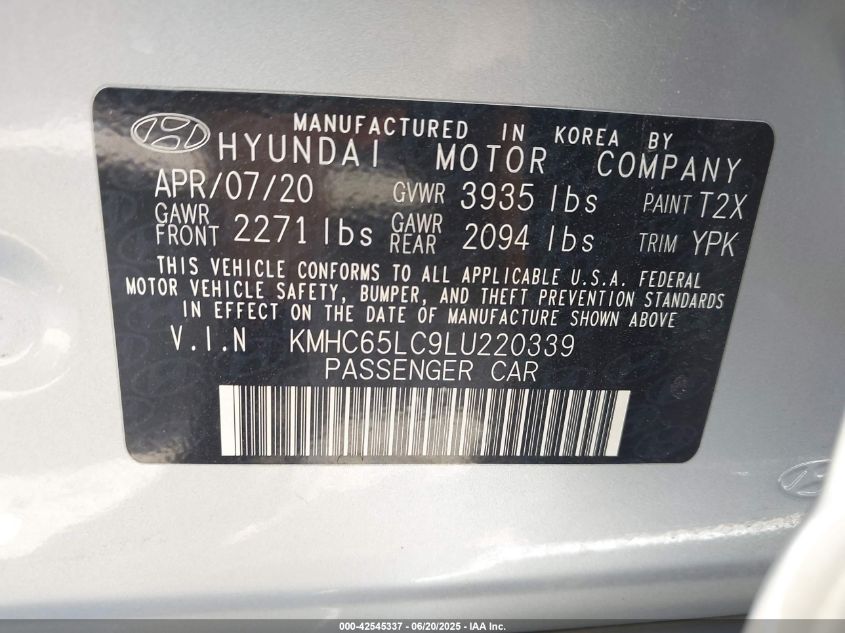 MANUFACTURED IN KOREA BY
HYUNDAI MOTOR COMPANY
APR/07/20 GVWR 3935 lbs PAINT T2X
GAWR FRONT 2271 lbs GAWR REAR 2094 lbs TRIM YPK
THIS VEHICLE CONFORMS TO ALL APPLICABLE U.S.A. FEDERAL
MOTOR VEHICLE SAFETY, BUMPER, AND THEFT PREVENTION STANDARDS
IN EFFECT ON THE DATE OF MANUFACTURE SHOWN ABOVE
V.I.N KMHC65LC9LU220339
PASSENGER CAR
000-42545337 - 06/20/2025 - IAA Inc.